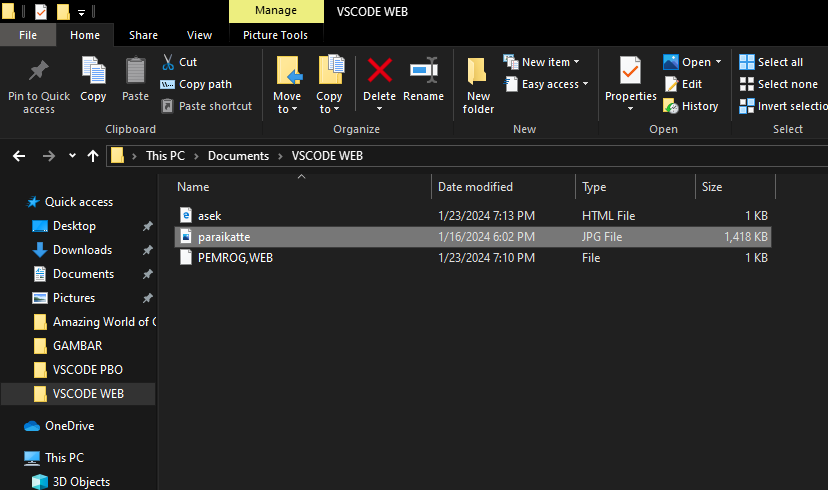 Manage
VSCODE WEB
File
Home
Share
View
Picture Tools
Pin to Quick access
Copy
Paste
Cut
Copy path
Paste shortcut
Clipboard
Move to
Copy to
Delete
Rename
Organize
New folder
New item
Easy access
New
Properties
Open
Edit
History
Open
Select all
Select none
Invert selectio
Select
This PC > Documents > VSCODE WEB
Name
Date modified
Type
Size
Quick access
Desktop
Downloads
Documents
Pictures
Amazing World of G
GAMBAR
VSCODE PBO
VSCODE WEB
OneDrive
This PC
3D Objects
asek 1/23/2024 7:13 PM HTML File 1 KB
paraikatte 1/16/2024 6:02 PM JPG File 1,418 KB
PEMROG,WEB 1/23/2024 7:10 PM File 1 KB